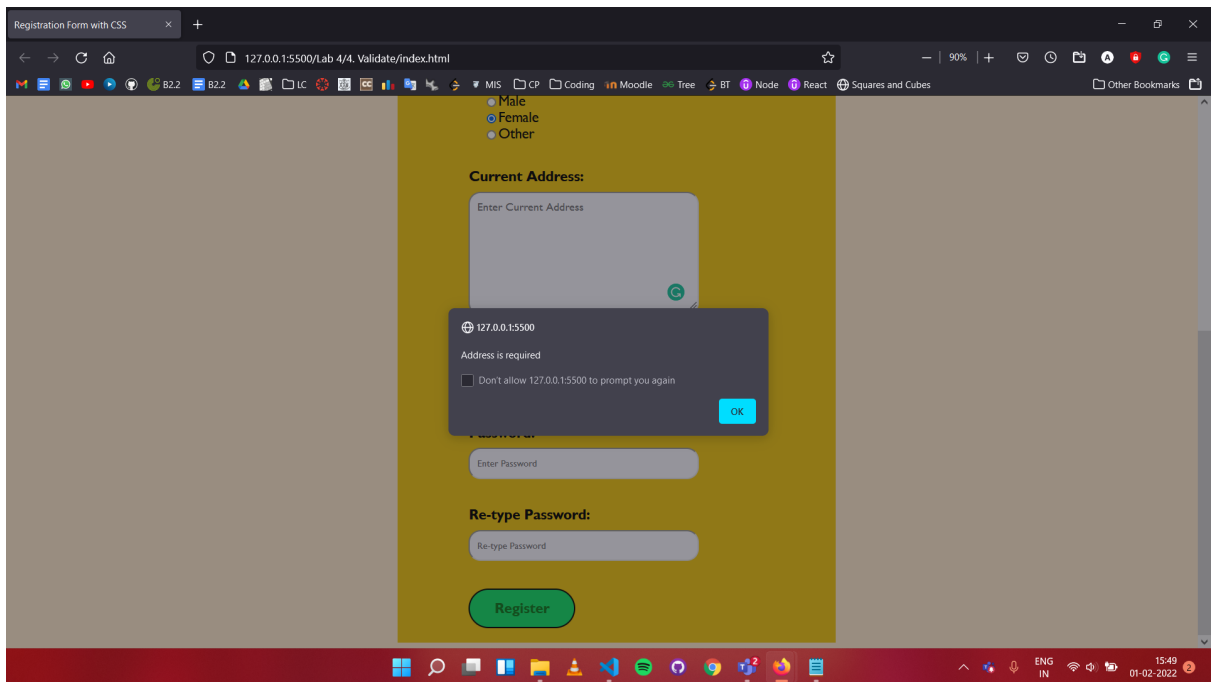 Registration Form with CSS
127.0.0.1:5500/Lab 4/4. Validate/index.html
90%
B2.2 B2.2 LC CC MIS CP Coding Moodle Tree BT Node React Squares and Cubes Other Bookmarks
Male
Female
Other
Current Address:
Enter Current Address
127.0.0.1:5500
Address is required
Don't allow 127.0.0.1:5500 to prompt you again
OK
Password:
Enter Password
Re-type Password:
Re-type Password
Register
ENG
IN
15:49
01-02-2022
2